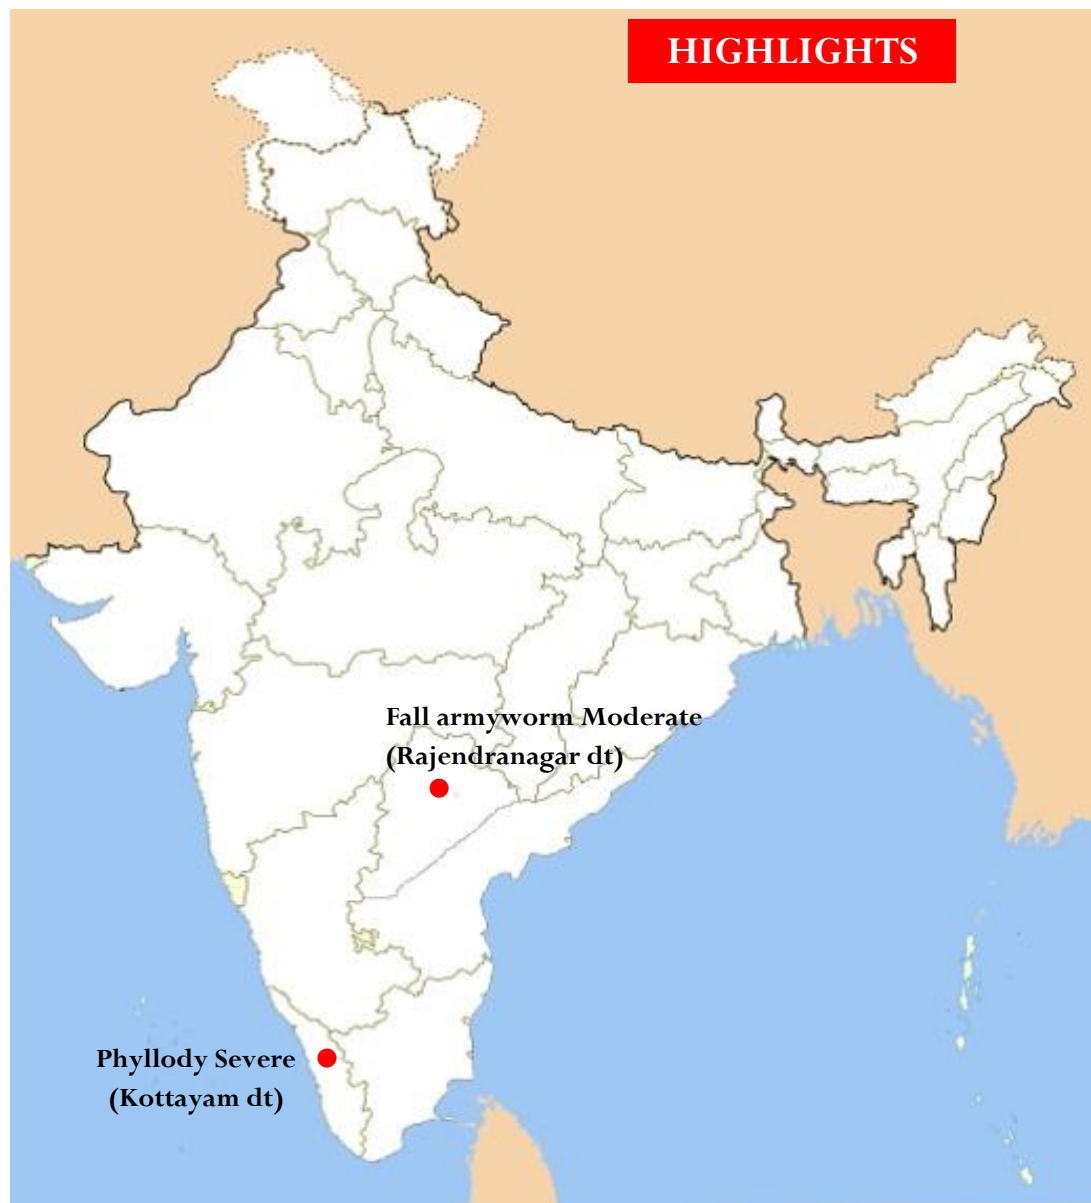 HIGHLIGHTS
Fall armyworm Moderate
(Rajendranagar dt)
Phyllody Severe
(Kottayam dt)